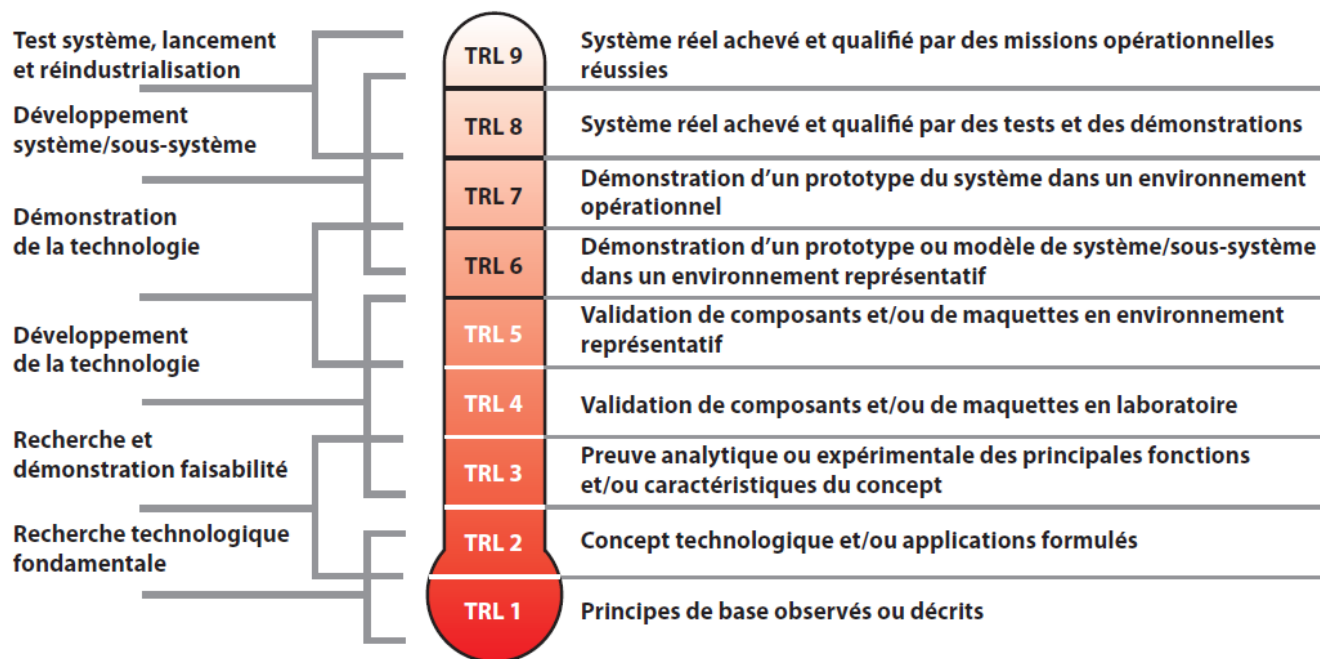 Test système, lancement
et réindustrialisation
Développement
système/sous-système
Démonstration
de la technologie
Développement
de la technologie
Recherche et
démonstration faisabilité
Recherche technologique
fondamentale
TRL 9
Système réel achevé et qualifié par des missions opérationnelles
réussies
TRL 8
Système réel achevé et qualifié par des tests et des démonstrations
TRL 7
Démonstration d’un prototype du système dans un environnement
opérationnel
TRL 6
Démonstration d’un prototype ou modèle de système/sous-système
dans un environnement représentatif
TRL 5
Validation de composants et/ou de maquettes en environnement
représentatif
TRL 4
Validation de composants et/ou de maquettes en laboratoire
TRL 3
Preuve analytique ou expérimentale des principales fonctions
et/ou caractéristiques du concept
TRL 2
Concept technologique et/ou applications formulés
TRL 1
Principes de base observés ou décrits